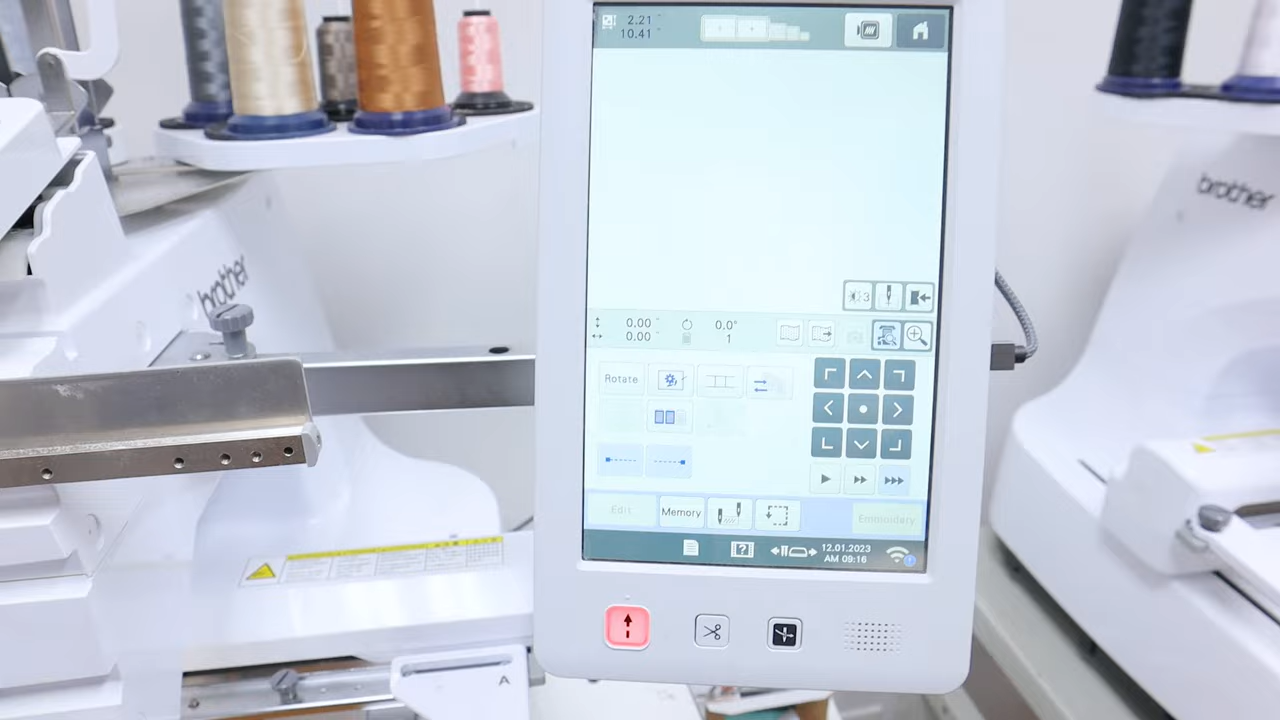 2.21 "
10.41 "
brother
brother
3
0.00 "
0.0°
0.00 "
1
Rotate
Edit
Memory
Embroidery
12.01.2023
AM 09:16
A